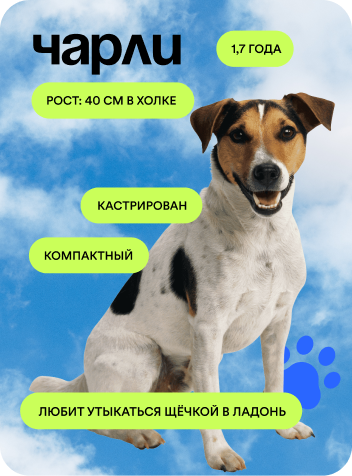 чарли
1,7 ГОДА
РОСТ: 40 СМ В ХОЛКЕ
КАСТРИРОВАН
КОМПАКТНЫЙ
ЛЮБИТ УТЫКАТЬСЯ ЩЁЧКОЙ В ЛАДОНЬ